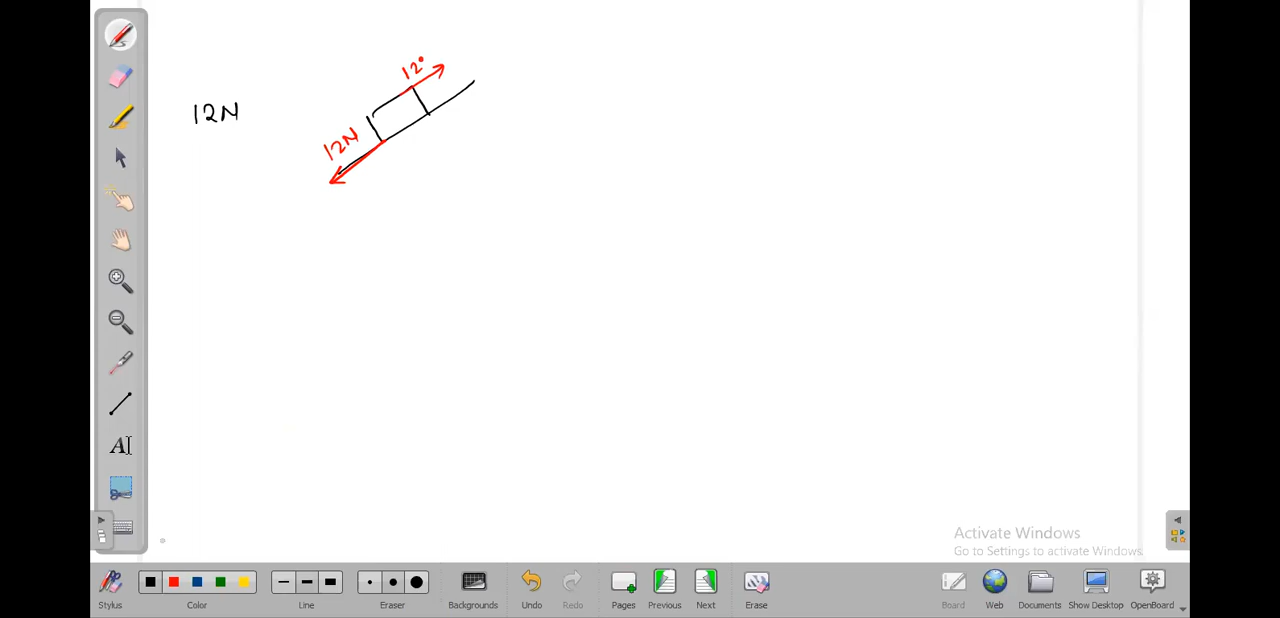 12°
12N
12N
A
Activate Windows
Go to Settings to activate Windows.
Stylus
Color
Line
Eraser
Backgrounds
Undo
Redo
Pages
Previous
Next
Erase
Board
Web
Documents
Show Desktop
OpenBoard